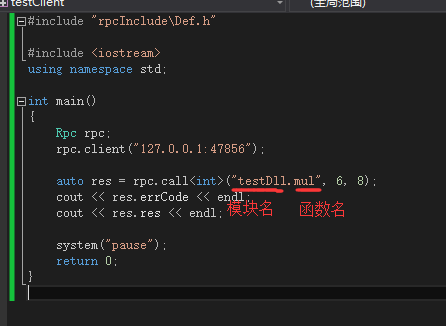 testClient
(全局范围)
#include "rpcInclude\Def.h"
#include <iostream>
using namespace std;
int main()
{
Rpc rpc;
rpc.client("127.0.0.1:47856");
auto res = rpc.call<int>("testDll.mul", 6, 8);
cout << res.errCode << endl;
模块名 函数名
cout << res.res << endl;
system("pause");
return 0;
}